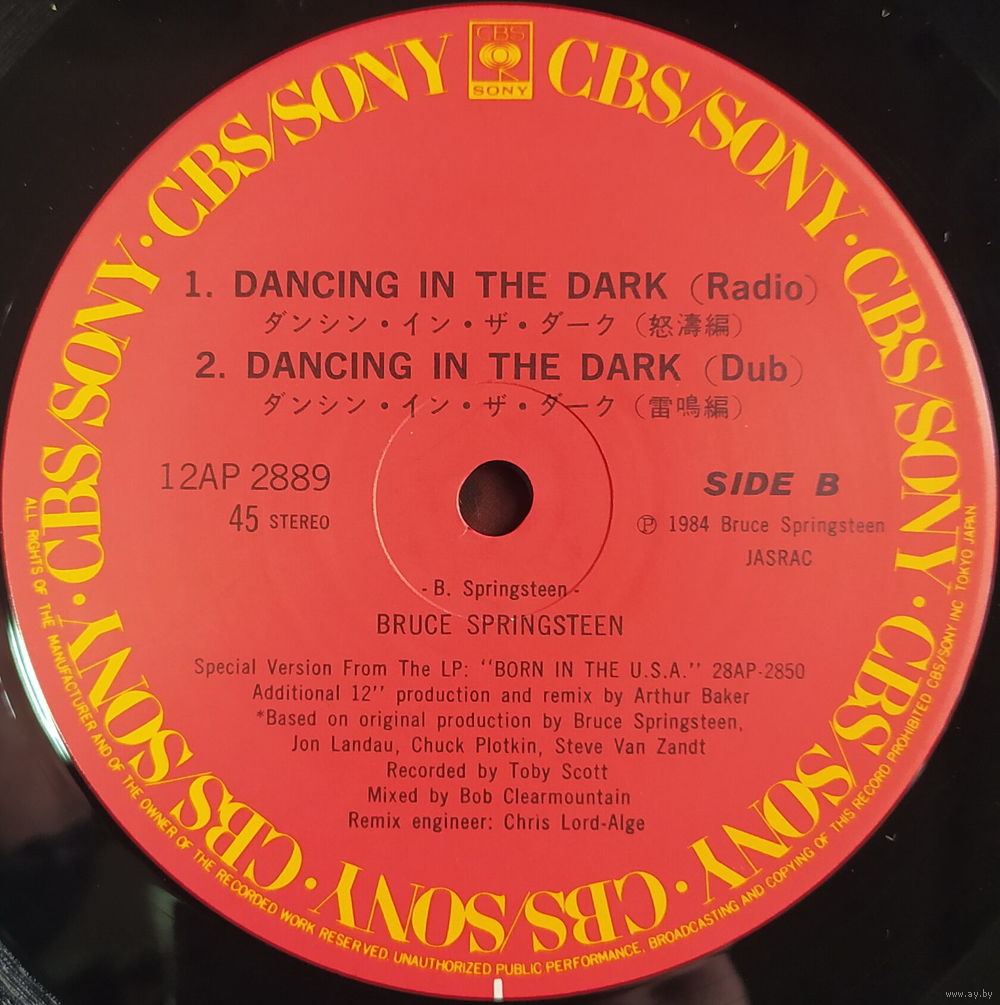 CBS
SONY
CBS/SONY · CBS/SONY · CBS/SONY · CBS/SONY · CBS/SONY · CBS/SONY · CBS/SONY · CBS/SONY · CBS/SONY · CBS/SONY
1. DANCING IN THE DARK (Radio)
ダンシン・イン・ザ・ダーク (怒濤編)
2. DANCING IN THE DARK (Dub)
ダンシン・イン・ザ・ダーク (雷鳴編)
12AP 2889
45 STEREO
SIDE B
Ⓟ 1984 Bruce Springsteen
JASRAC
- B. Springsteen -
BRUCE SPRINGSTEEN
Special Version From The LP: "BORN IN THE U.S.A." 28AP-2850
Additional 12'' production and remix by Arthur Baker
*Based on original production by Bruce Springsteen,
Jon Landau, Chuck Plotkin, Steve Van Zandt
Recorded by Toby Scott
Mixed by Bob Clearmountain
Remix engineer: Chris Lord-Alge
ALL RIGHTS OF THE MANUFACTURER AND OF THE OWNER OF THE RECORDED WORK RESERVED. UNAUTHORIZED PUBLIC PERFORMANCE, BROADCASTING AND COPYING OF THIS RECORD PROHIBITED CBS/SONY INC. TOKYO JAPAN
www.ay.by